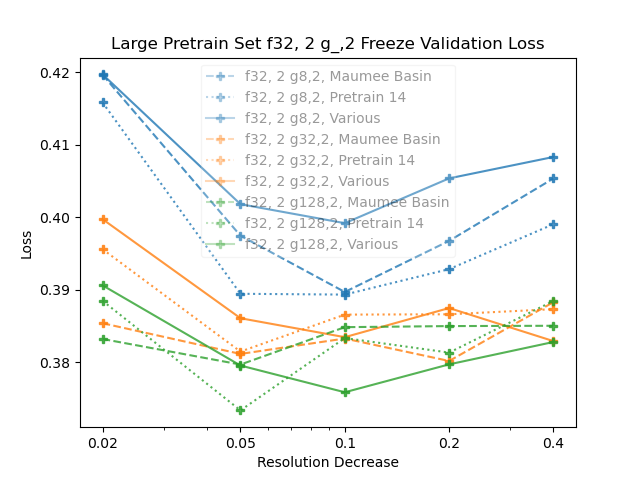 Large Pretrain Set f32, 2 g_,2 Freeze Validation Loss
0.42
0.41
0.40
0.39
0.38
Loss
f32, 2 g8,2, Maumee Basin
f32, 2 g8,2, Pretrain 14
f32, 2 g8,2, Various
f32, 2 g32,2, Maumee Basin
f32, 2 g32,2, Pretrain 14
f32, 2 g32,2, Various
f32, 2 g128,2, Maumee Basin
f32, 2 g128,2, Pretrain 14
f32, 2 g128,2, Various
0.02 0.05 0.1 0.2 0.4
Resolution Decrease